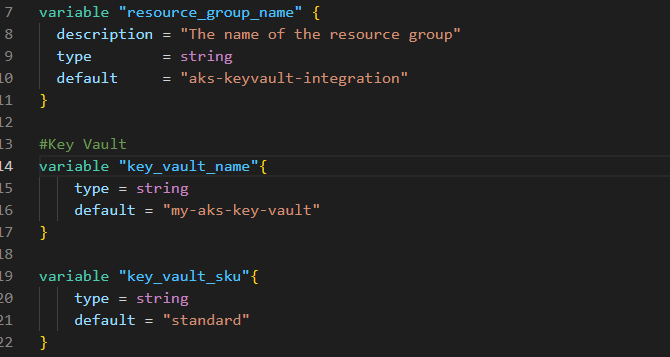 7 variable "resource_group_name" {
8   description = "The name of the resource group"
9   type        = string
10   default     = "aks-keyvault-integration"
11 }
12
13 #Key Vault
14 variable "key_vault_name"{
15     type = string
16     default = "my-aks-key-vault"
17 }
18
19 variable "key_vault_sku"{
20     type = string
21     default = "standard"
22 }